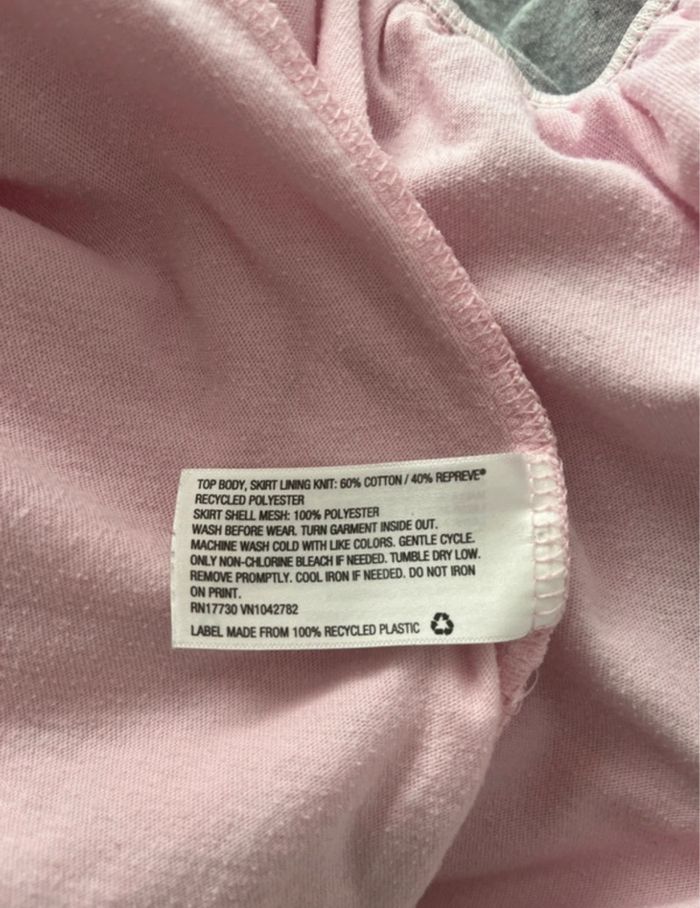 TOP BODY, SKIRT LINING KNIT: 60% COTTON / 40% REPREVE®
RECYCLED POLYESTER
SKIRT SHELL MESH: 100% POLYESTER
WASH BEFORE WEAR. TURN GARMENT INSIDE OUT.
MACHINE WASH COLD WITH LIKE COLORS. GENTLE CYCLE.
ONLY NON-CHLORINE BLEACH IF NEEDED. TUMBLE DRY LOW.
REMOVE PROMPTLY. COOL IRON IF NEEDED. DO NOT IRON
ON PRINT.
RN17730 VN1042782
LABEL MADE FROM 100% RECYCLED PLASTIC